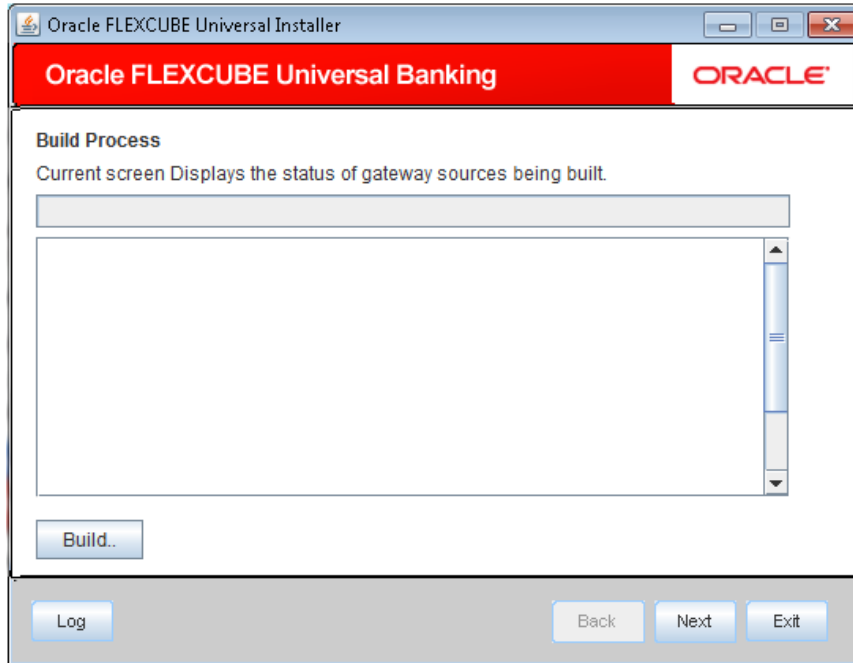 Oracle FLEXCUBE Universal Installer
Oracle FLEXCUBE Universal Banking
ORACLE
Build Process
Current screen Displays the status of gateway sources being built.
Build..
Log
Back
Next
Exit